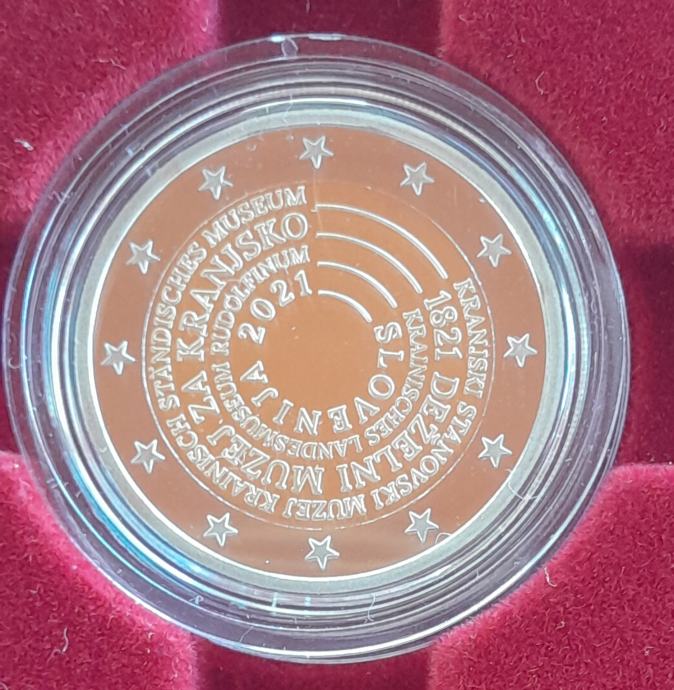 KRANJSKI STANOVSKI MUZEJ KRAINISCH STÄNDISCHES MUSEUM
1821 DEŽELNI MUZEJ ZA KRANJSKO
KRAINISCHES LANDESMUSEUM RUDOLFINUM
SLOVENIJA 2021